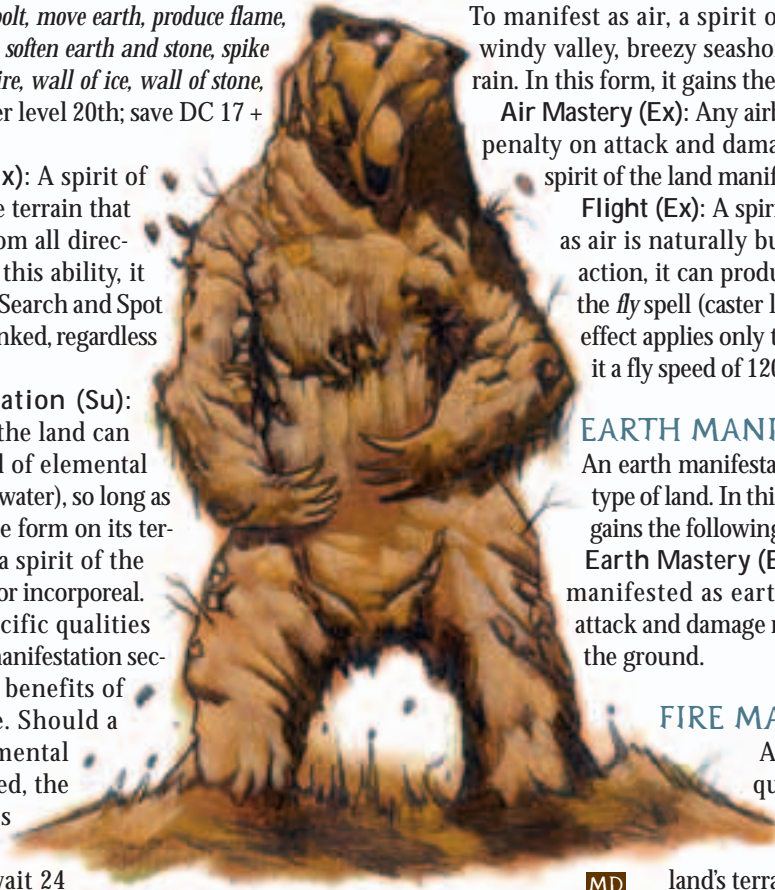 bolt, move earth, produce flame,
soften earth and stone, spike
ire, wall of ice, wall of stone,
er level 20th; save DC 17 +
x): A spirit of
e terrain that
om all direc-
this ability, it
Search and Spot
nked, regardless
ation (Su):
the land can
d of elemental
water), so long as
e form on its ter-
a spirit of the
or incorporeal.
cific qualities
manifestation sec-
benefits of
e. Should a
mental
ed, the
s
wait 24
To manifest as air, a spirit o
windy valley, breezy seasho
rain. In this form, it gains the
Air Mastery (Ex): Any airb
penalty on attack and dama
spirit of the land manif
Flight (Ex): A spiri
as air is naturally bu
action, it can produ
the fly spell (caster l
effect applies only t
it a fly speed of 120
EARTH MANI
An earth manifesta
type of land. In thi
gains the following
Earth Mastery (E
manifested as eart
attack and damage r
the ground.
FIRE MA
A
qu
land's terra
MD